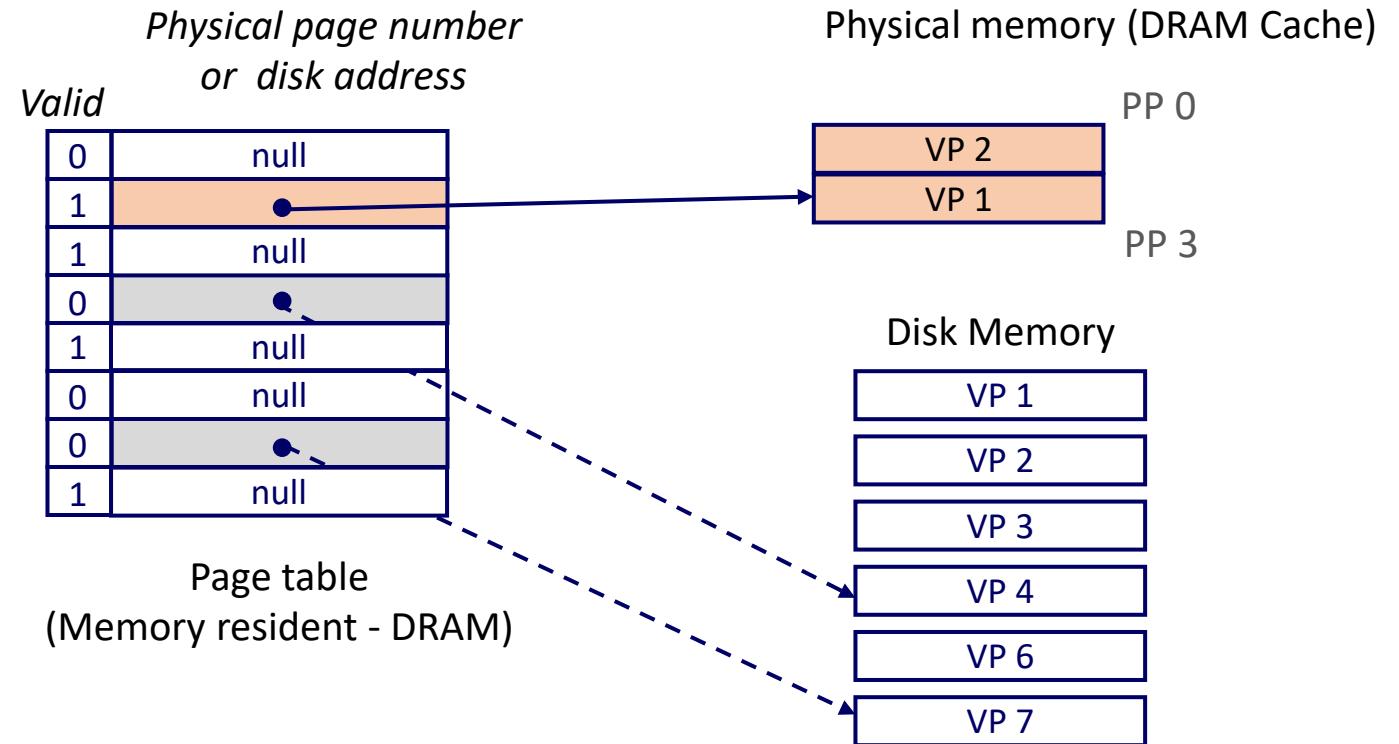 Physical page number
or disk address
Valid
0 null
1
1 null
0
1 null
0 null
0
1 null
Page table
(Memory resident - DRAM)
Physical memory (DRAM Cache)
PP 0
VP 2
VP 1
PP 3
Disk Memory
VP 1
VP 2
VP 3
VP 4
VP 6
VP 7